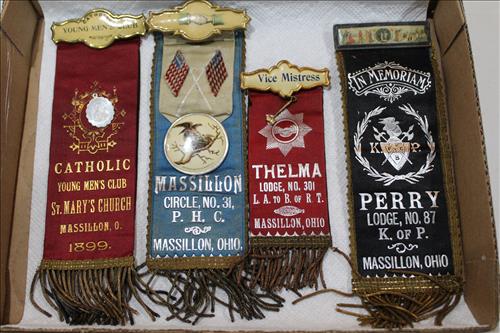 YOUNG MEN'S CLUB
CATHOLIC
YOUNG MEN'S CLUB
ST. MARY'S CHURCH
MASSILLON, O.
1899.
MASSILLON
CIRCLE, NO. 31,
P. H. C.
MASSILLON, OHIO.
Vice Mistress
THELMA
LODGE, NO. 301
L. A. TO B. OF R. T.
MASSILLON, OHIO
IN MEMORIAM
K OF P
PERRY
LODGE, NO. 87
K. OF P.
MASSILLON, OHIO